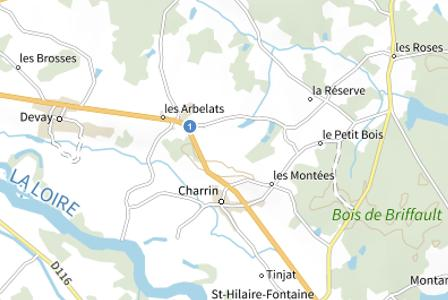 les Roses
les Brosses
la Réserve
les Arbelats
Devay
1
le Petit Bois
les Montées
LA LOIRE
Charrin
Bois de Briffault
D116
Tinjat
Montar
St-Hilaire-Fontaine